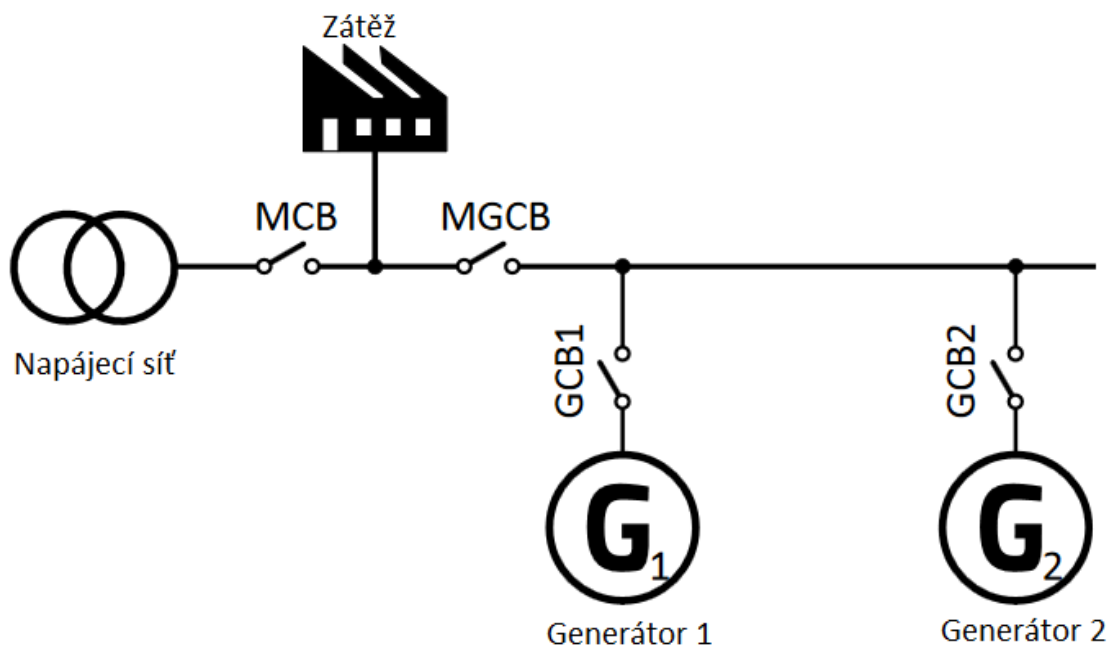 Zátěž
MCB
MGCB
Napájecí síť
GCB1
GCB2
G1
G2
Generátor 1
Generátor 2